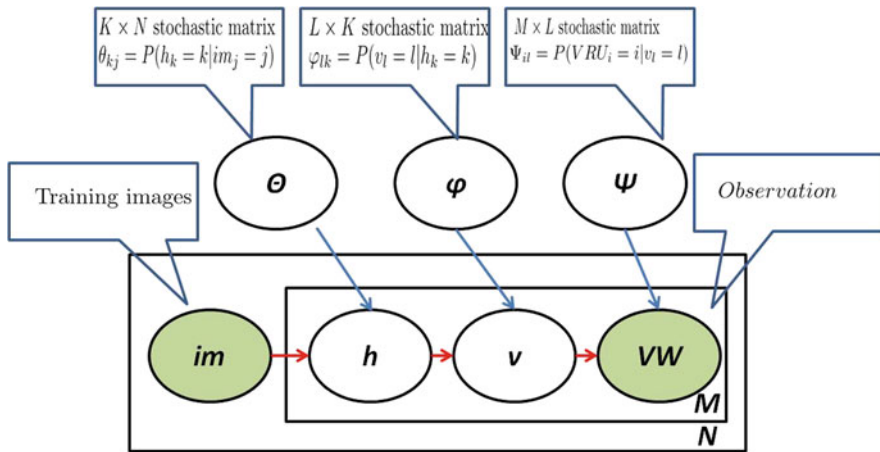 K × N stochastic matrix
θkj = P(hk = k|imj = j)
L × K stochastic matrix
φlk = P(vl = l|hk = k)
M × L stochastic matrix
Ψil = P(VRUi = i|vl = l)
Training images
Θ
φ
Ψ
Observation
im
h
v
VW
M
N